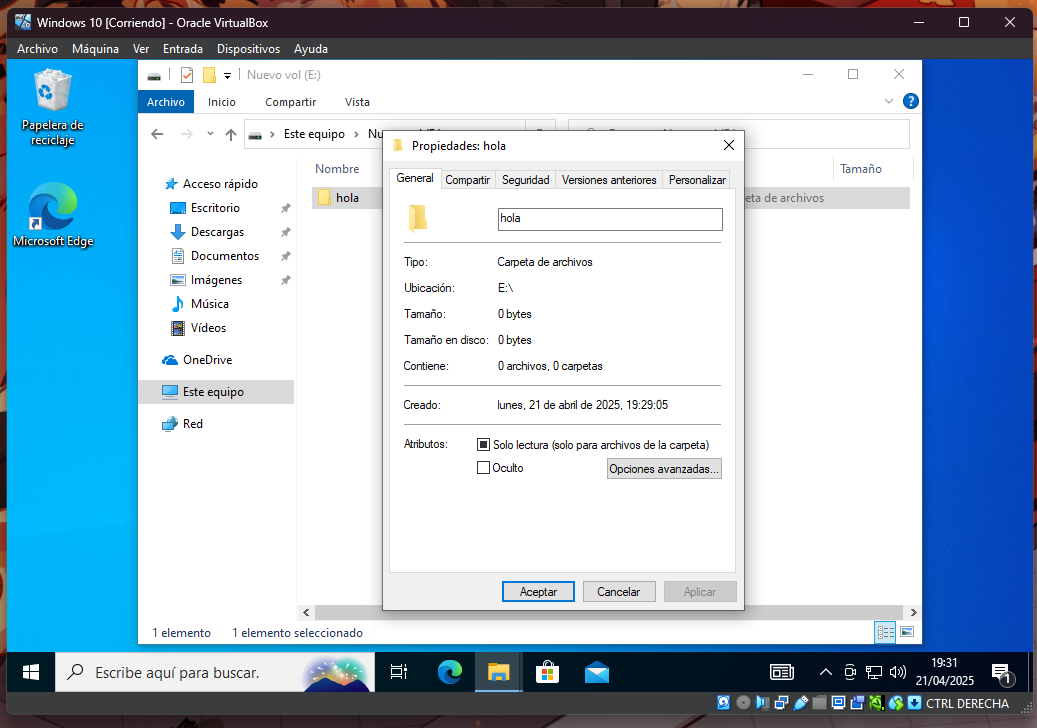 Windows 10 [Corriendo] - Oracle VirtualBox
Archivo Máquina Ver Entrada Dispositivos Ayuda
Papelera de
reciclaje
Microsoft Edge
Nuevo vol (E:)
Archivo Inicio Compartir Vista
Este equipo
Nombre Tamaño
hola
eta de archivos
Acceso rápido
Escritorio
Descargas
Documentos
Imágenes
Música
Vídeos
OneDrive
Este equipo
Red
Propiedades: hola
General Compartir Seguridad Versiones anteriores Personalizar
hola
Tipo: Carpeta de archivos
Ubicación: E:\
Tamaño: 0 bytes
Tamaño en disco: 0 bytes
Contiene: 0 archivos, 0 carpetas
Creado: lunes, 21 de abril de 2025, 19:29:05
Atributos: Solo lectura (solo para archivos de la carpeta)
Oculto Opciones avanzadas...
Aceptar Cancelar Aplicar
1 elemento 1 elemento seleccionado
Escribe aquí para buscar.
19:31
21/04/2025
1
CTRL DERECHA